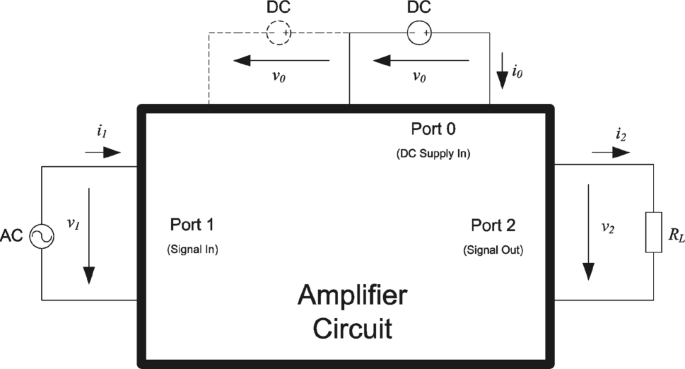 DC DC
+ +
v0 v0 i0
i1 i2
Port 0
(DC Supply In)
AC v1 Port 1 Port 2 v2 RL
(Signal In) (Signal Out)
Amplifier
Circuit